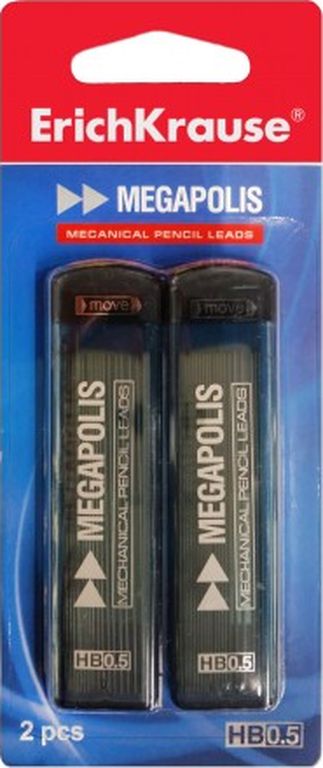 ErichKrause®
MEGAPOLIS
MECANICAL PENCIL LEADS
move
move
MEGAPOLIS
MECHANICAL PENCIL LEADS
HB0.5
MEGAPOLIS
MECHANICAL PENCIL LEADS
HB0.5
2 pcs
HB0.5